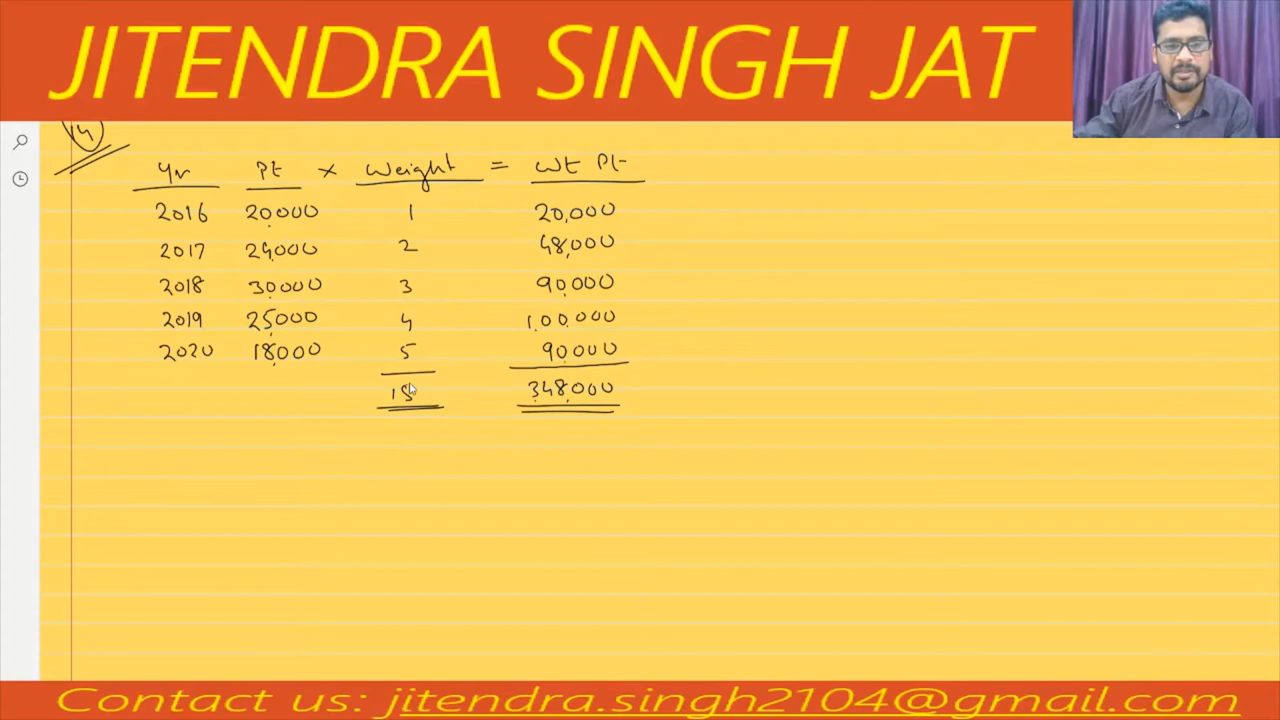 JITENDRA SINGH JAT
14
Yr Pt × Weight = Wt Pt
2016 20,000 1 20,000
2017 24,000 2 48,000
2018 30,000 3 90,000
2019 25,000 4 1,00,000
2020 18,000 5 90,000
15 348,000
Contact us: jitendra.singh2104@gmail.com